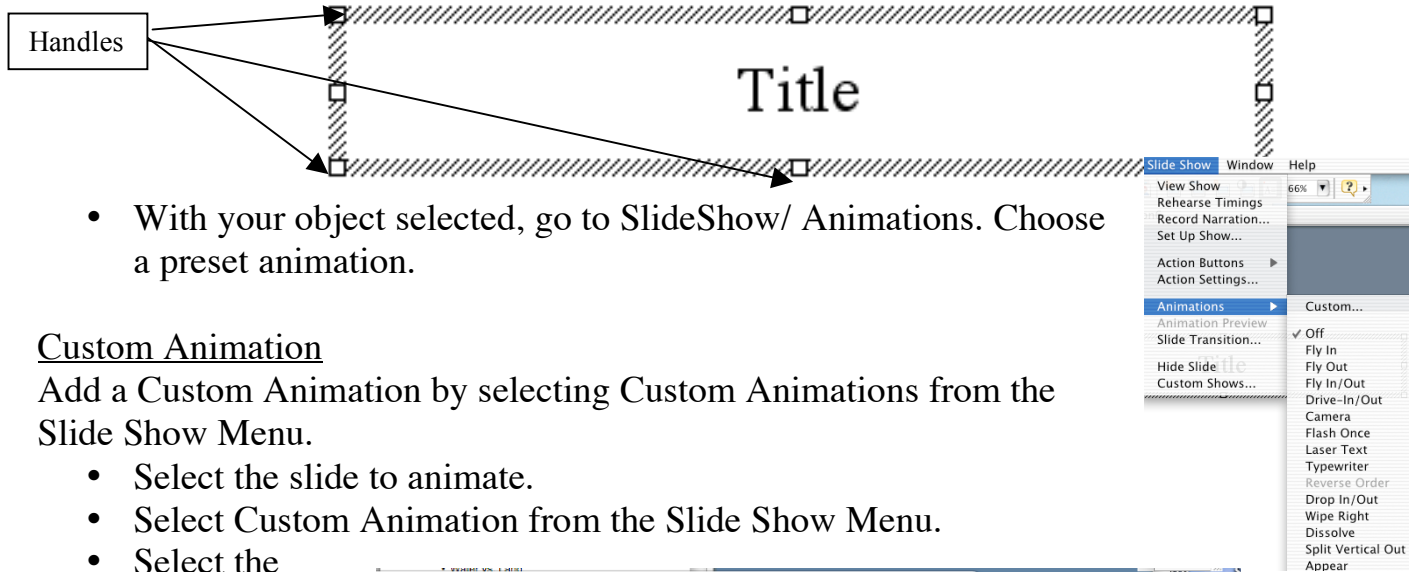 Handles
Title
• With your object selected, go to SlideShow/ Animations. Choose
a preset animation.
Custom Animation
Add a Custom Animation by selecting Custom Animations from the
Slide Show Menu.
• Select the slide to animate.
• Select Custom Animation from the Slide Show Menu.
• Select the
Slide Show Window Help
View Show
66%
Rehearse Timings
Record Narration...
Set Up Show...
Action Buttons
Action Settings...
Animations
Animation Preview
Slide Transition...
Hide Slide
Custom Shows...
Title
Custom...
✓ Off
Fly In
Fly Out
Fly In/Out
Drive-In/Out
Camera
Flash Once
Laser Text
Typewriter
Reverse Order
Drop In/Out
Wipe Right
Dissolve
Split Vertical Out
Appear